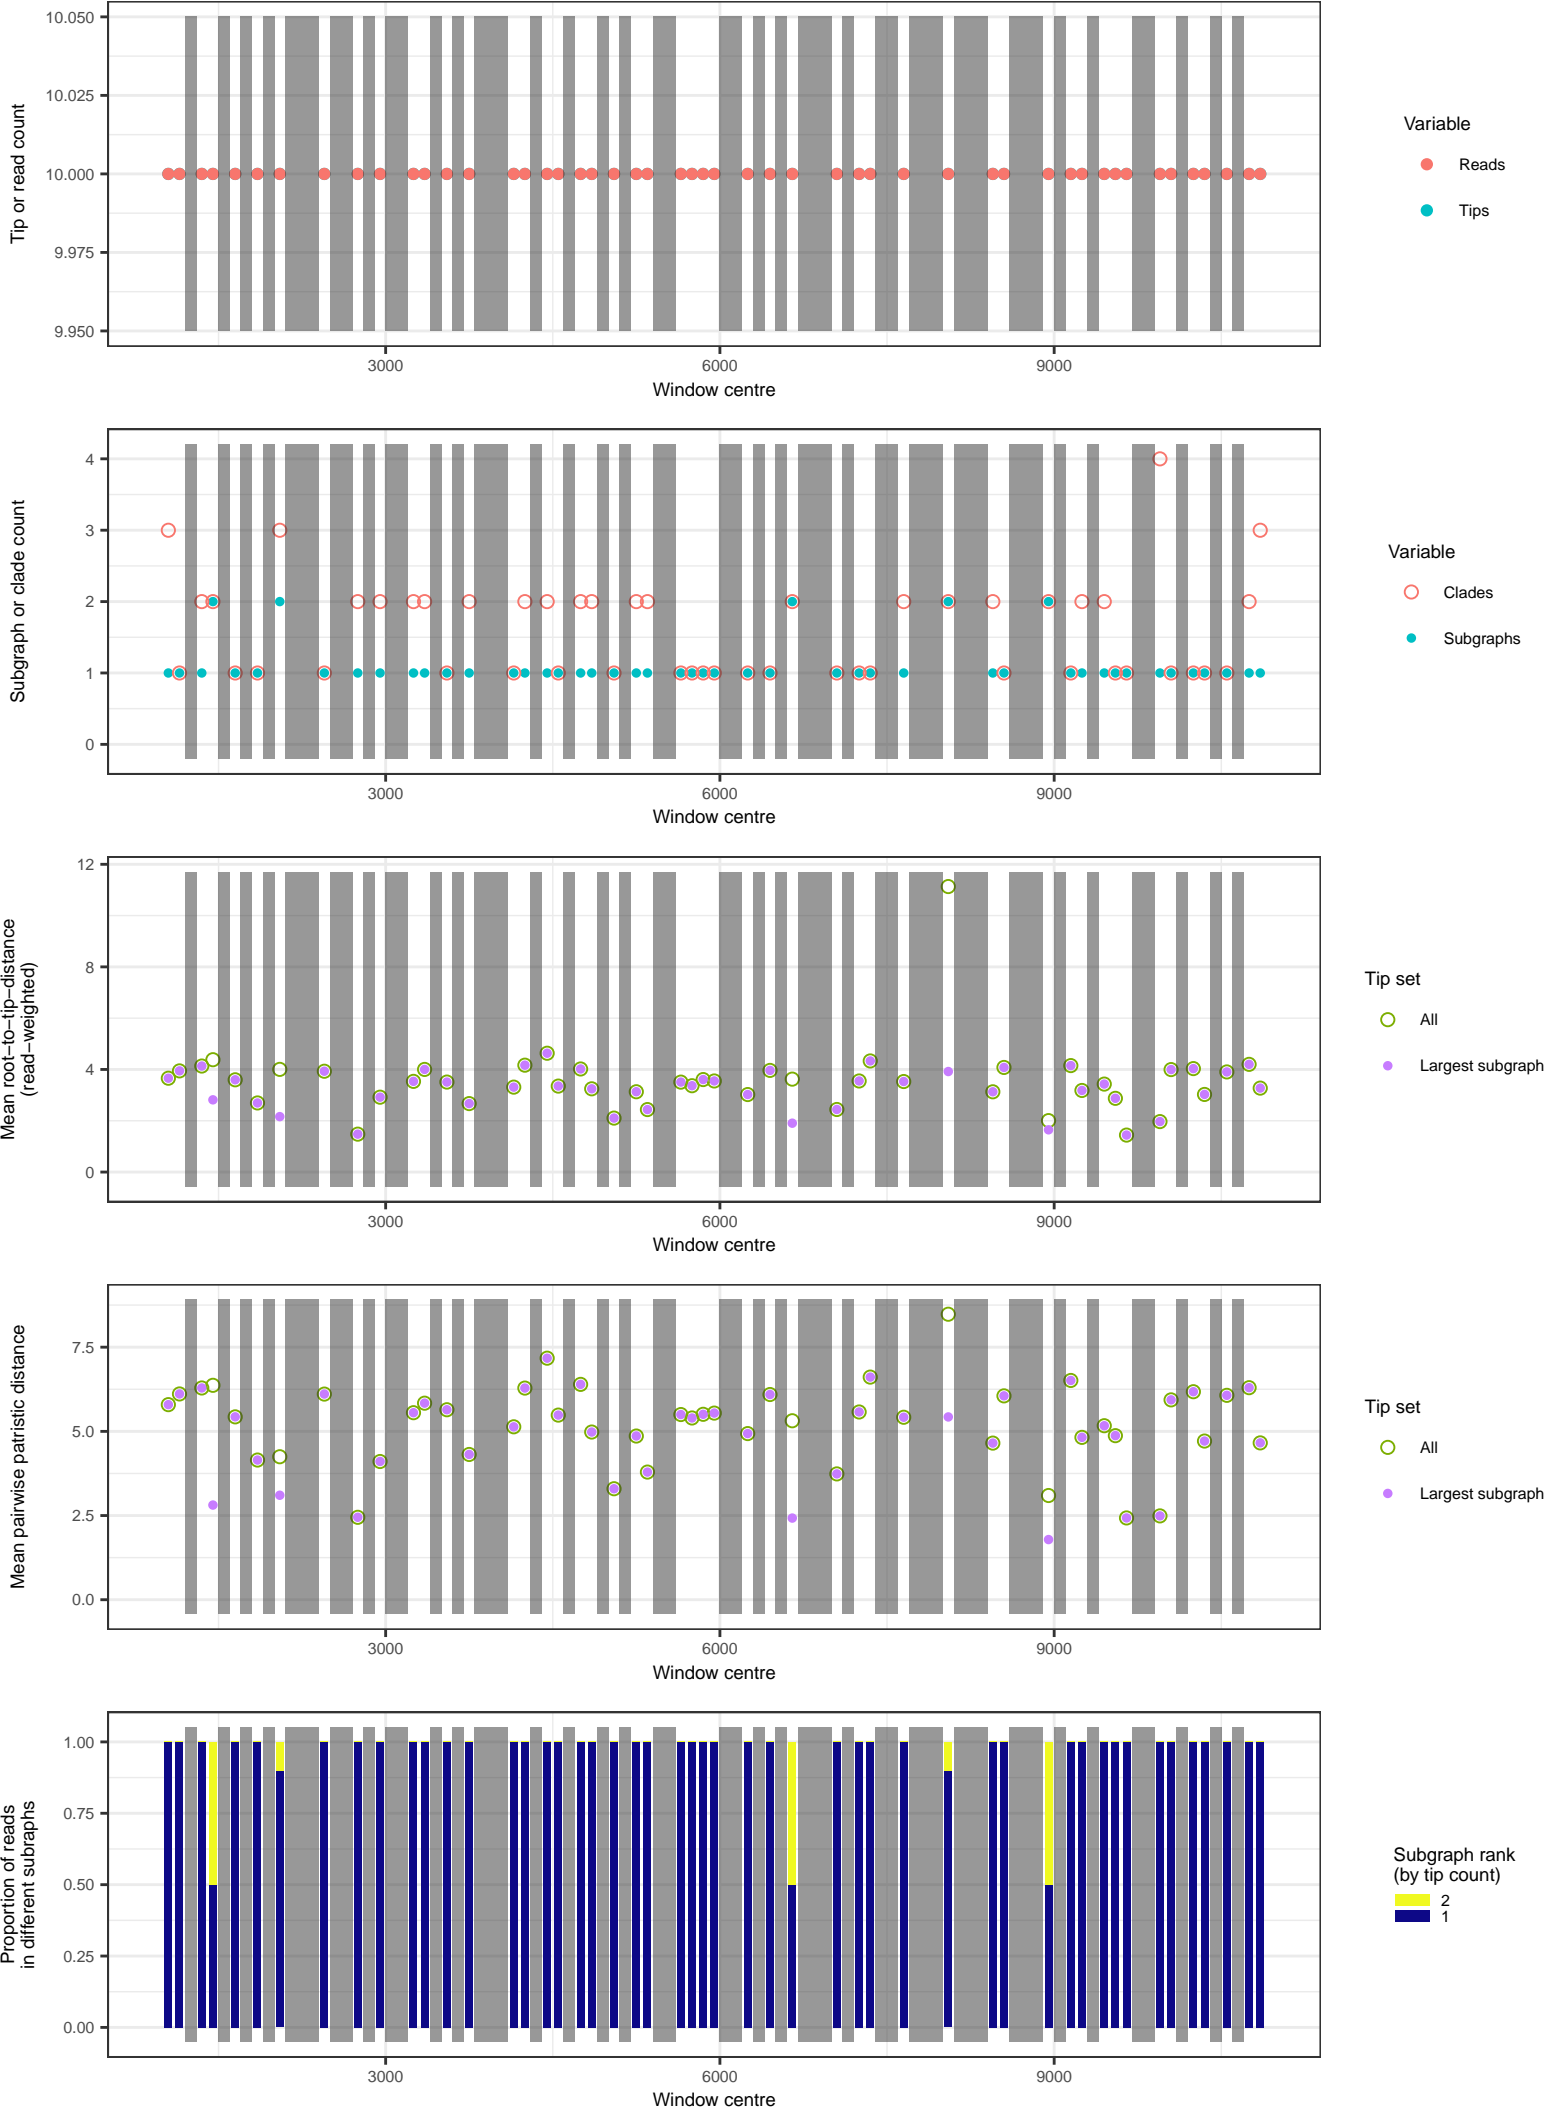 10.050
10.025
10.000
9.975
9.950
Tip or read count
3000 6000 9000
Window centre
Variable
Reads
Tips
4
3
2
1
0
Subgraph or clade count
3000 6000 9000
Window centre
Variable
Clades
Subgraphs
12
8
4
0
Mean root−to−tip−distance
(read−weighted)
3000 6000 9000
Window centre
Tip set
All
Largest subgraph
7.5
5.0
2.5
0.0
Mean pairwise patristic distance
3000 6000 9000
Window centre
Tip set
All
Largest subgraph
1.00
0.75
0.50
0.25
0.00
Proportion of reads
in different subraphs
3000 6000 9000
Window centre
Subgraph rank
(by tip count)
2
1